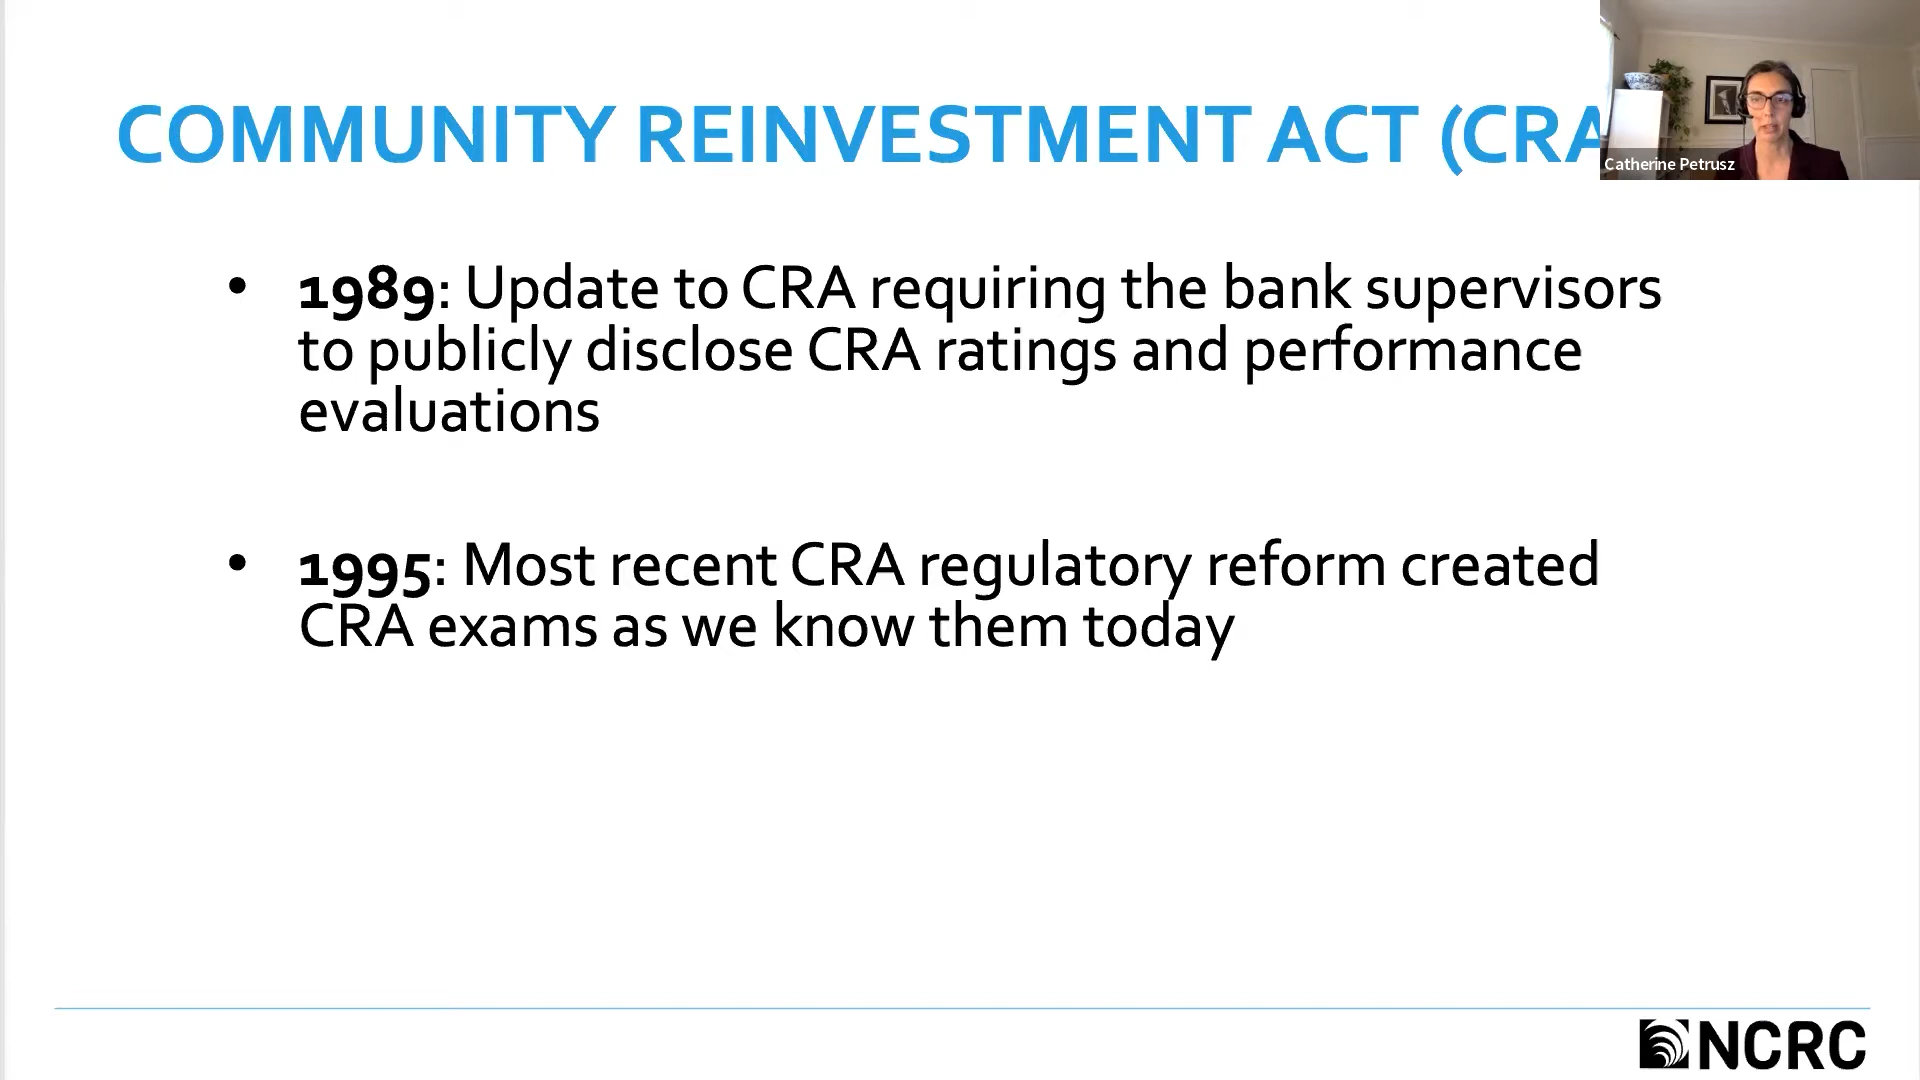 COMMUNITY REINVESTMENT ACT (CRA
Catherine Petrusz
• 1989: Update to CRA requiring the bank supervisors
to publicly disclose CRA ratings and performance
evaluations
• 1995: Most recent CRA regulatory reform created
CRA exams as we know them today
NCRC